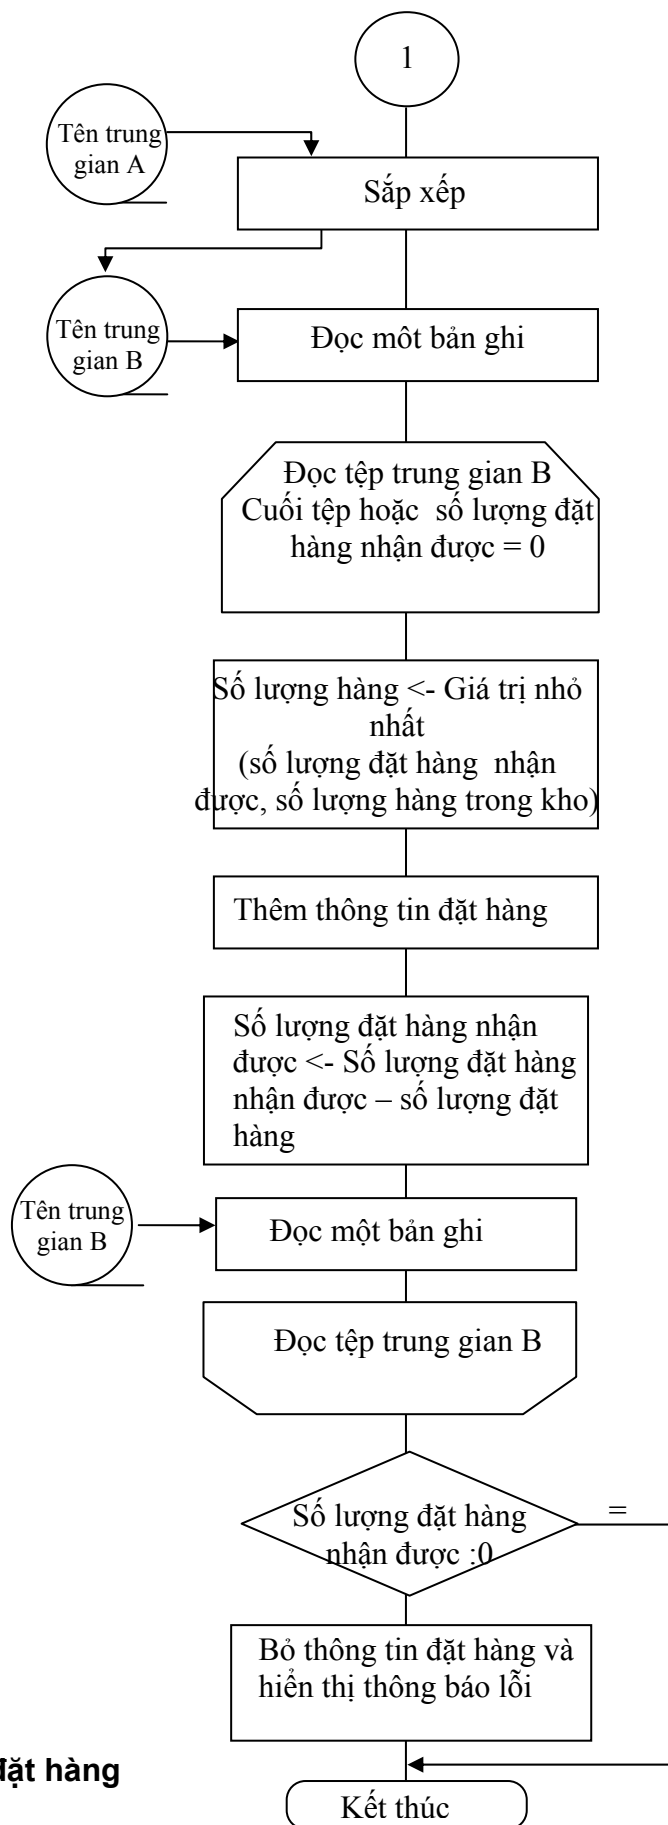 1
Tên trung
gian A
Sắp xếp
Tên trung
gian B
Đọc môt bản ghi
Đọc tệp trung gian B
Cuối tệp hoặc số lượng đặt
hàng nhận được = 0
Số lượng hàng <- Giá trị nhỏ
nhất
(số lượng đặt hàng nhận
được, số lượng hàng trong kho)
Thêm thông tin đặt hàng
Số lượng đặt hàng nhận
được <- Số lượng đặt hàng
nhận được – số lượng đặt
hàng
Tên trung
gian B
Đọc một bản ghi
Đọc tệp trung gian B
Số lượng đặt hàng
nhận được :0
=
Bỏ thông tin đặt hàng và
hiển thị thông báo lỗi
đặt hàng
Kết thúc